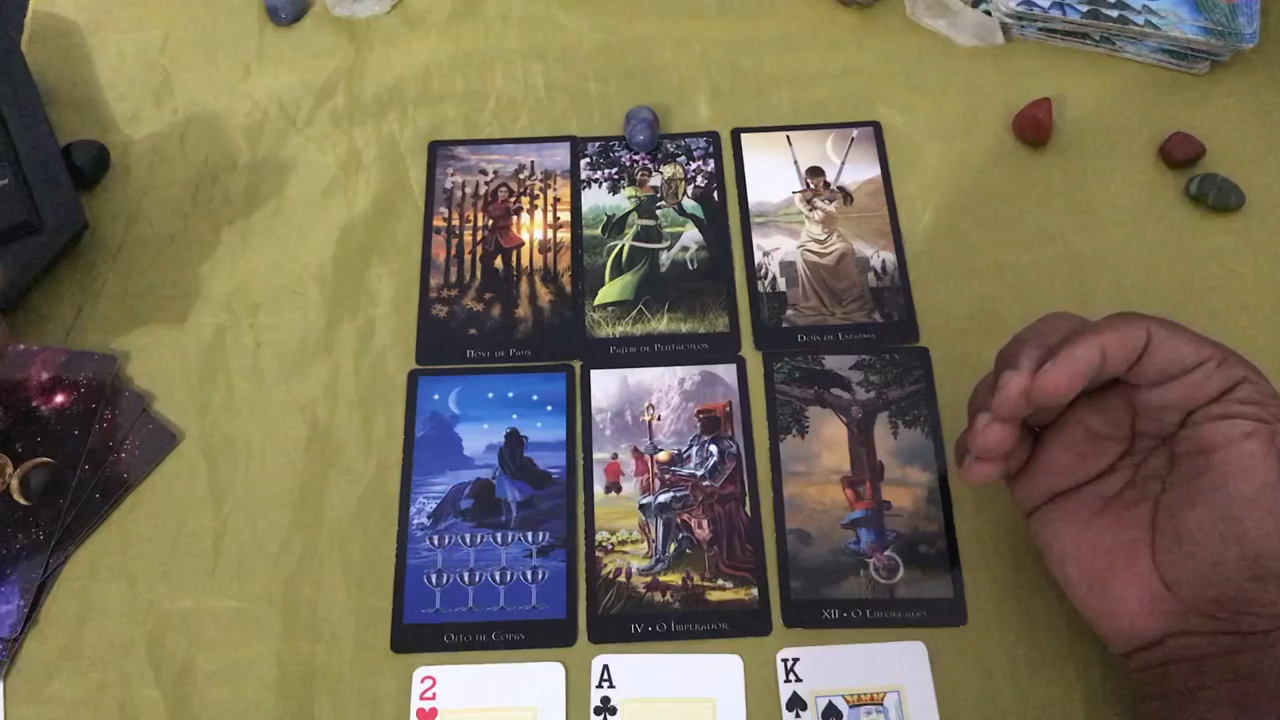 Nove de Paus
Pajem de Pentáculos
Dois de Espadas
Oito de Copas
IV • O Imperador
XII • O Enforcado
2
A
K